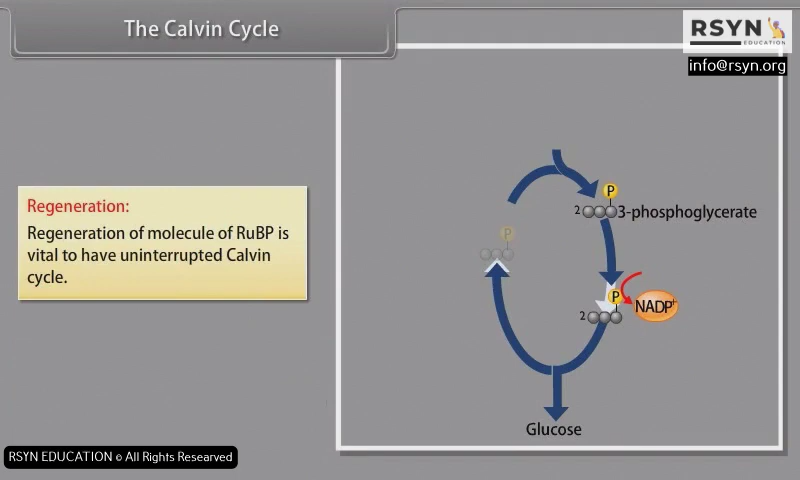 The Calvin Cycle
RSYN
EDUCATION
info@rsyn.org
Regeneration:
Regeneration of molecule of RuBP is
vital to have uninterrupted Calvin
cycle.
P
2 3-phosphoglycerate
P
P
NADP+
2
Glucose
RSYN EDUCATION © All Rights Researved